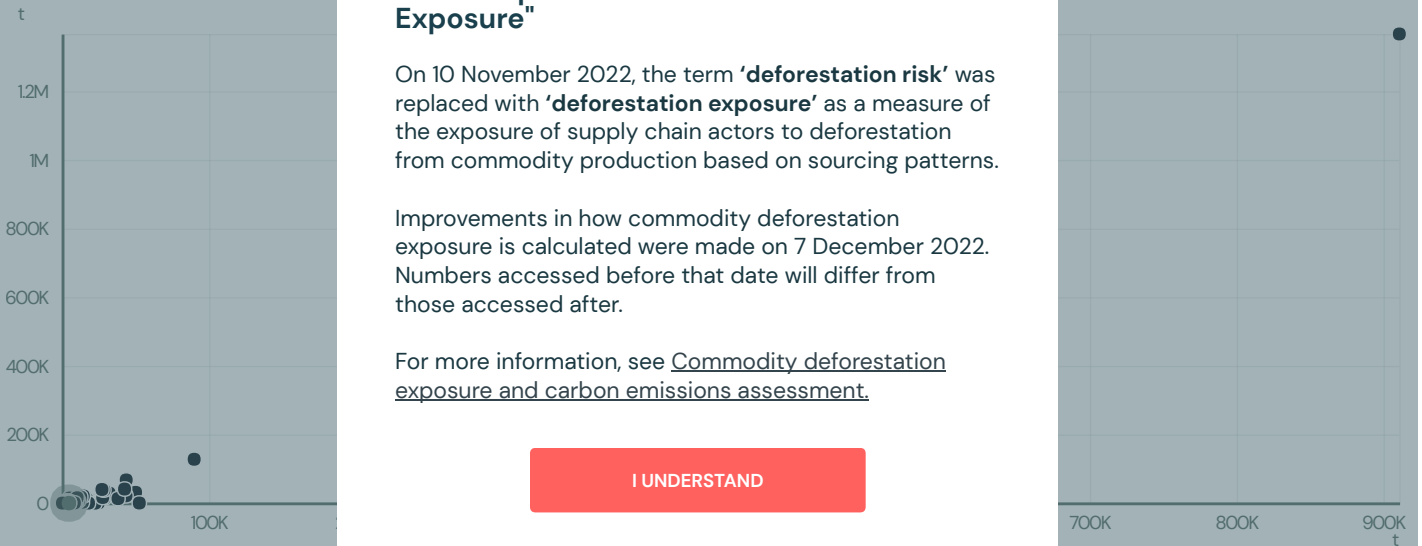 t
Exposure"
On 10 November 2022, the term ‘deforestation risk’ was
replaced with ‘deforestation exposure’ as a measure of
the exposure of supply chain actors to deforestation
from commodity production based on sourcing patterns.
Improvements in how commodity deforestation
exposure is calculated were made on 7 December 2022.
Numbers accessed before that date will differ from
those accessed after.
For more information, see Commodity deforestation
exposure and carbon emissions assessment.
I UNDERSTAND
1.2M
1M
800K
600K
400K
200K
0
100K
700K
800K
900K
t